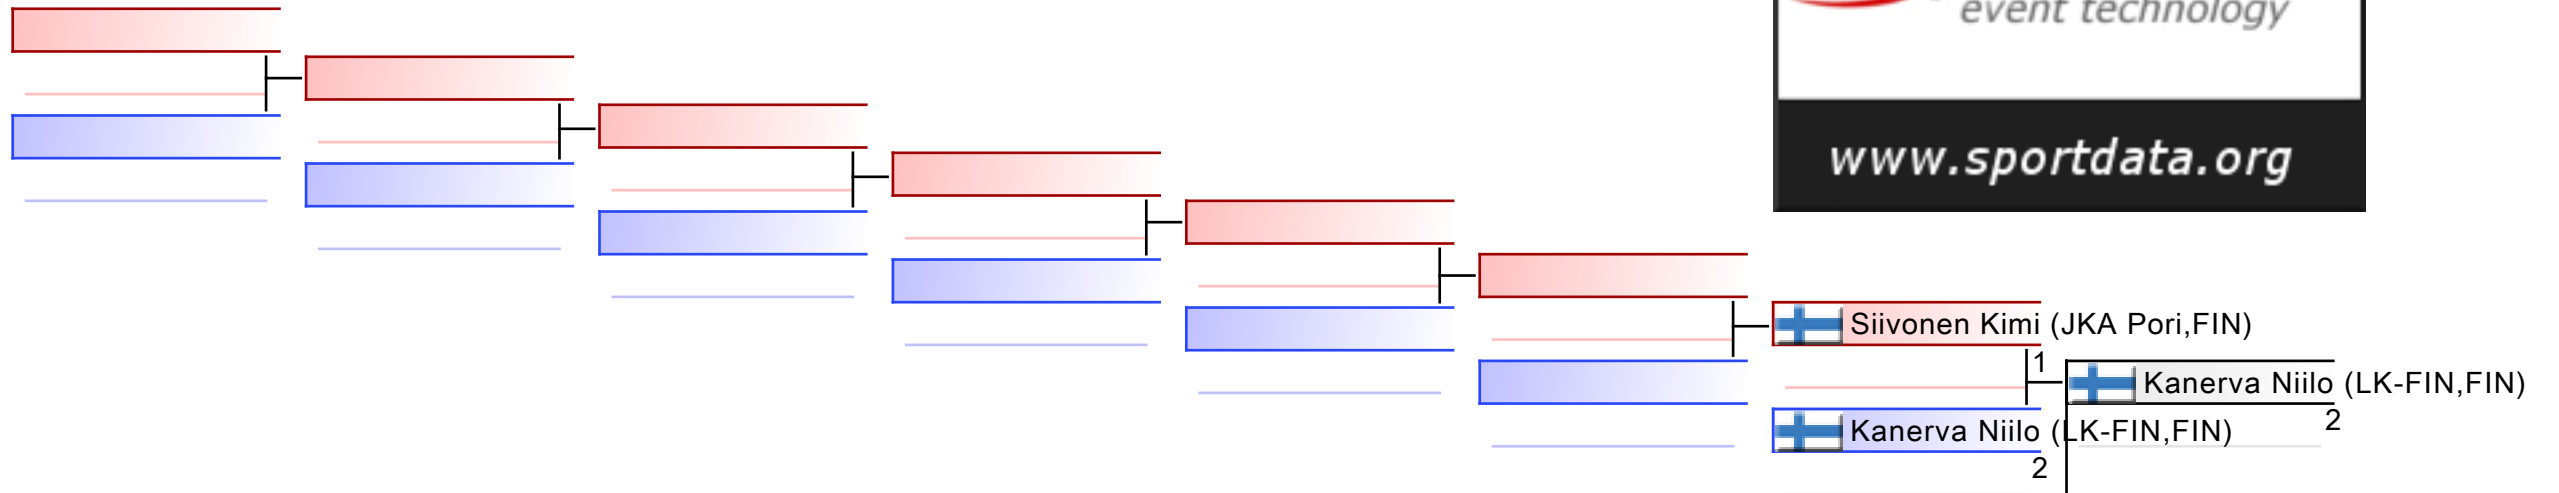 event technology
www.sportdata.org
Siivonen Kimi (JKA Pori,FIN)
1
Kanerva Niilo (LK-FIN,FIN)
2
Kanerva Niilo (LK-FIN,FIN)
2